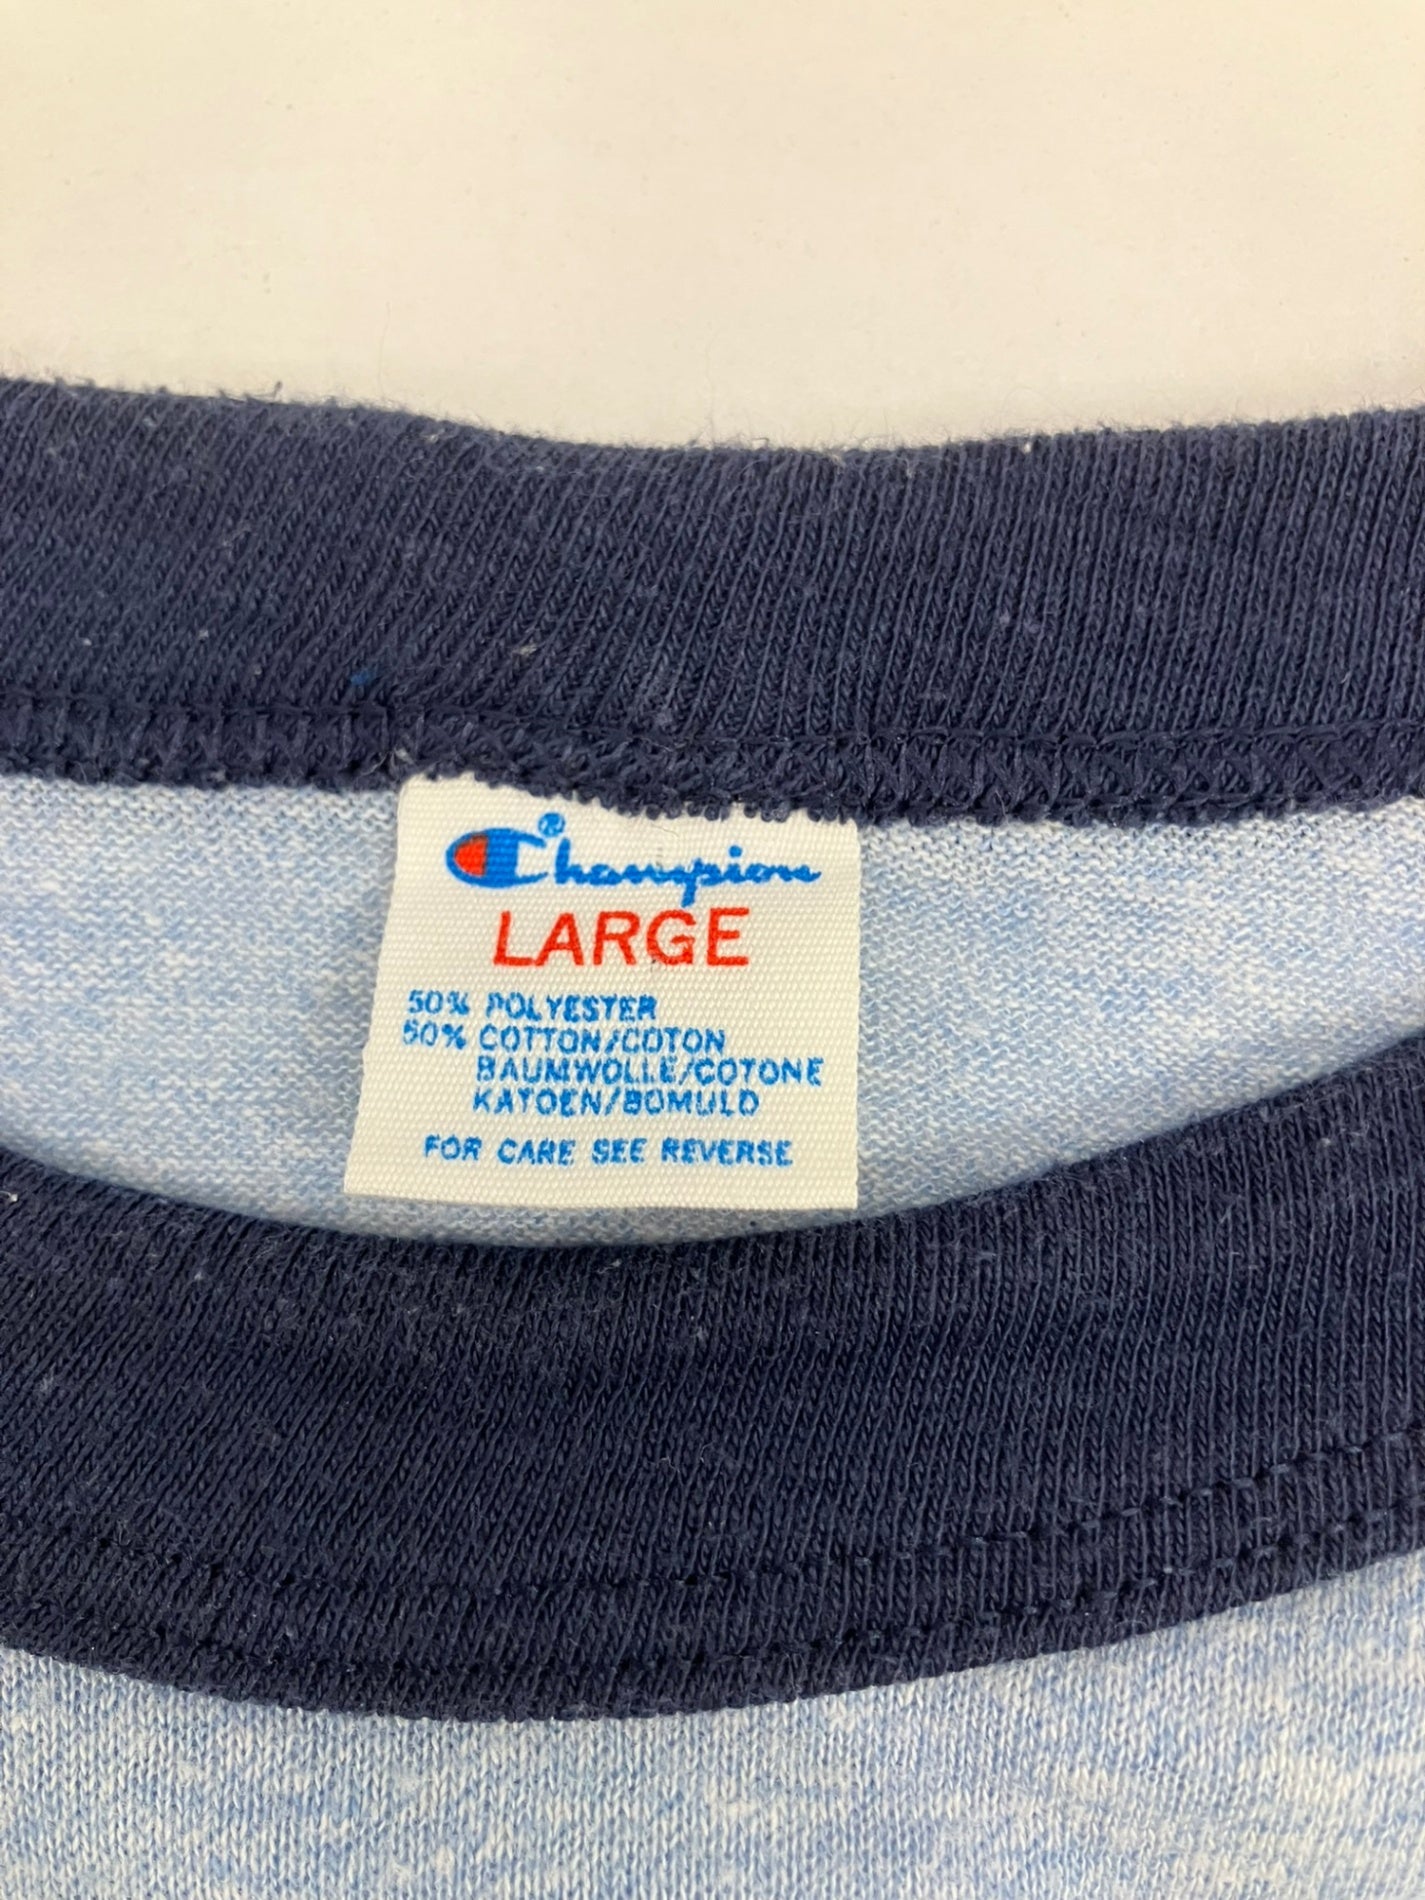 Champion®
LARGE
50% POLYESTER
50% COTTON/COTON
BAUMWOLLE/COTONE
KATOEN/BOMULD
FOR CARE SEE REVERSE